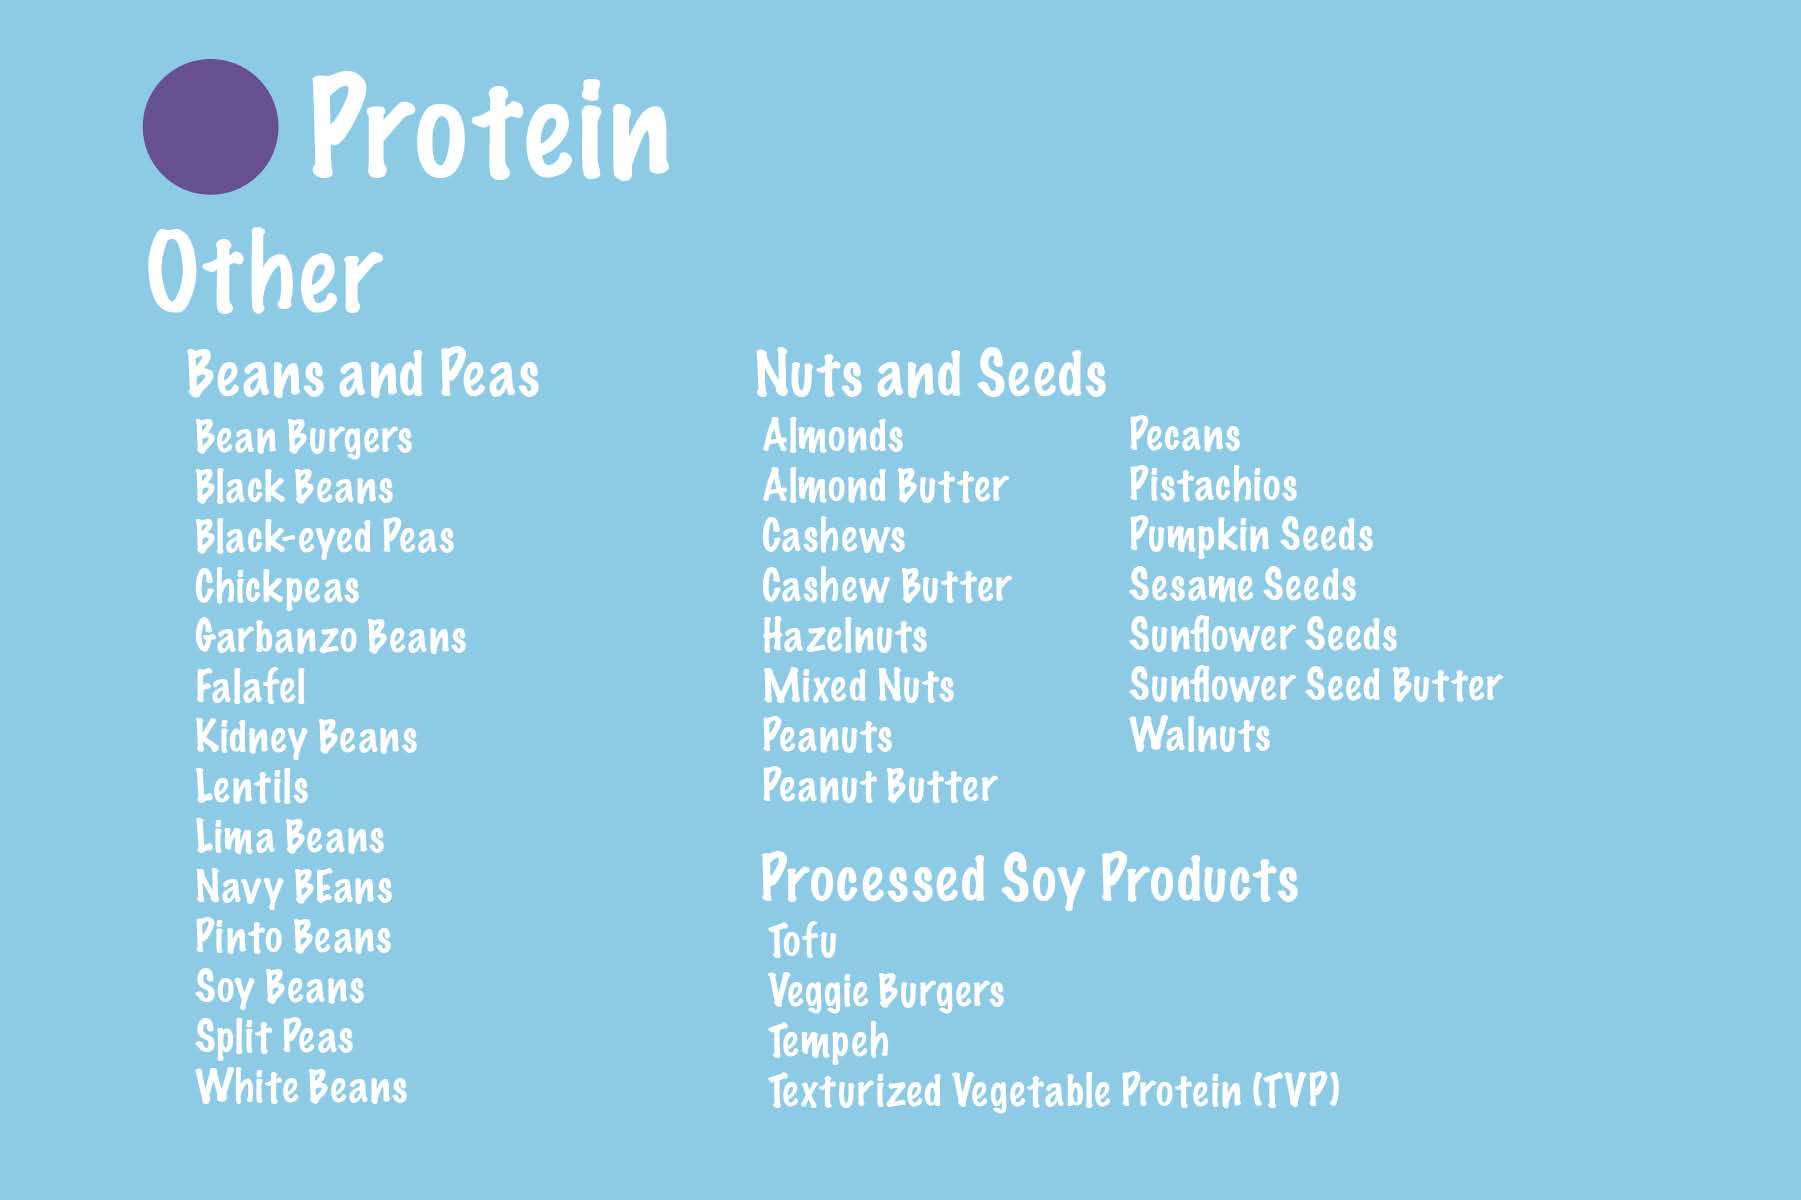 Protein
Other
Beans and Peas
Bean Burgers
Black Beans
Black-eyed Peas
Chickpeas
Garbanzo Beans
Falafel
Kidney Beans
Lentils
Lima Beans
Navy BEans
Pinto Beans
Soy Beans
Split Peas
White Beans
Nuts and Seeds
Almonds
Almond Butter
Cashews
Cashew Butter
Hazelnuts
Mixed Nuts
Peanuts
Peanut Butter
Pecans
Pistachios
Pumpkin Seeds
Sesame Seeds
Sunflower Seeds
Sunflower Seed Butter
Walnuts
Processed Soy Products
Tofu
Veggie Burgers
Tempeh
Texturized Vegetable Protein (TVP)